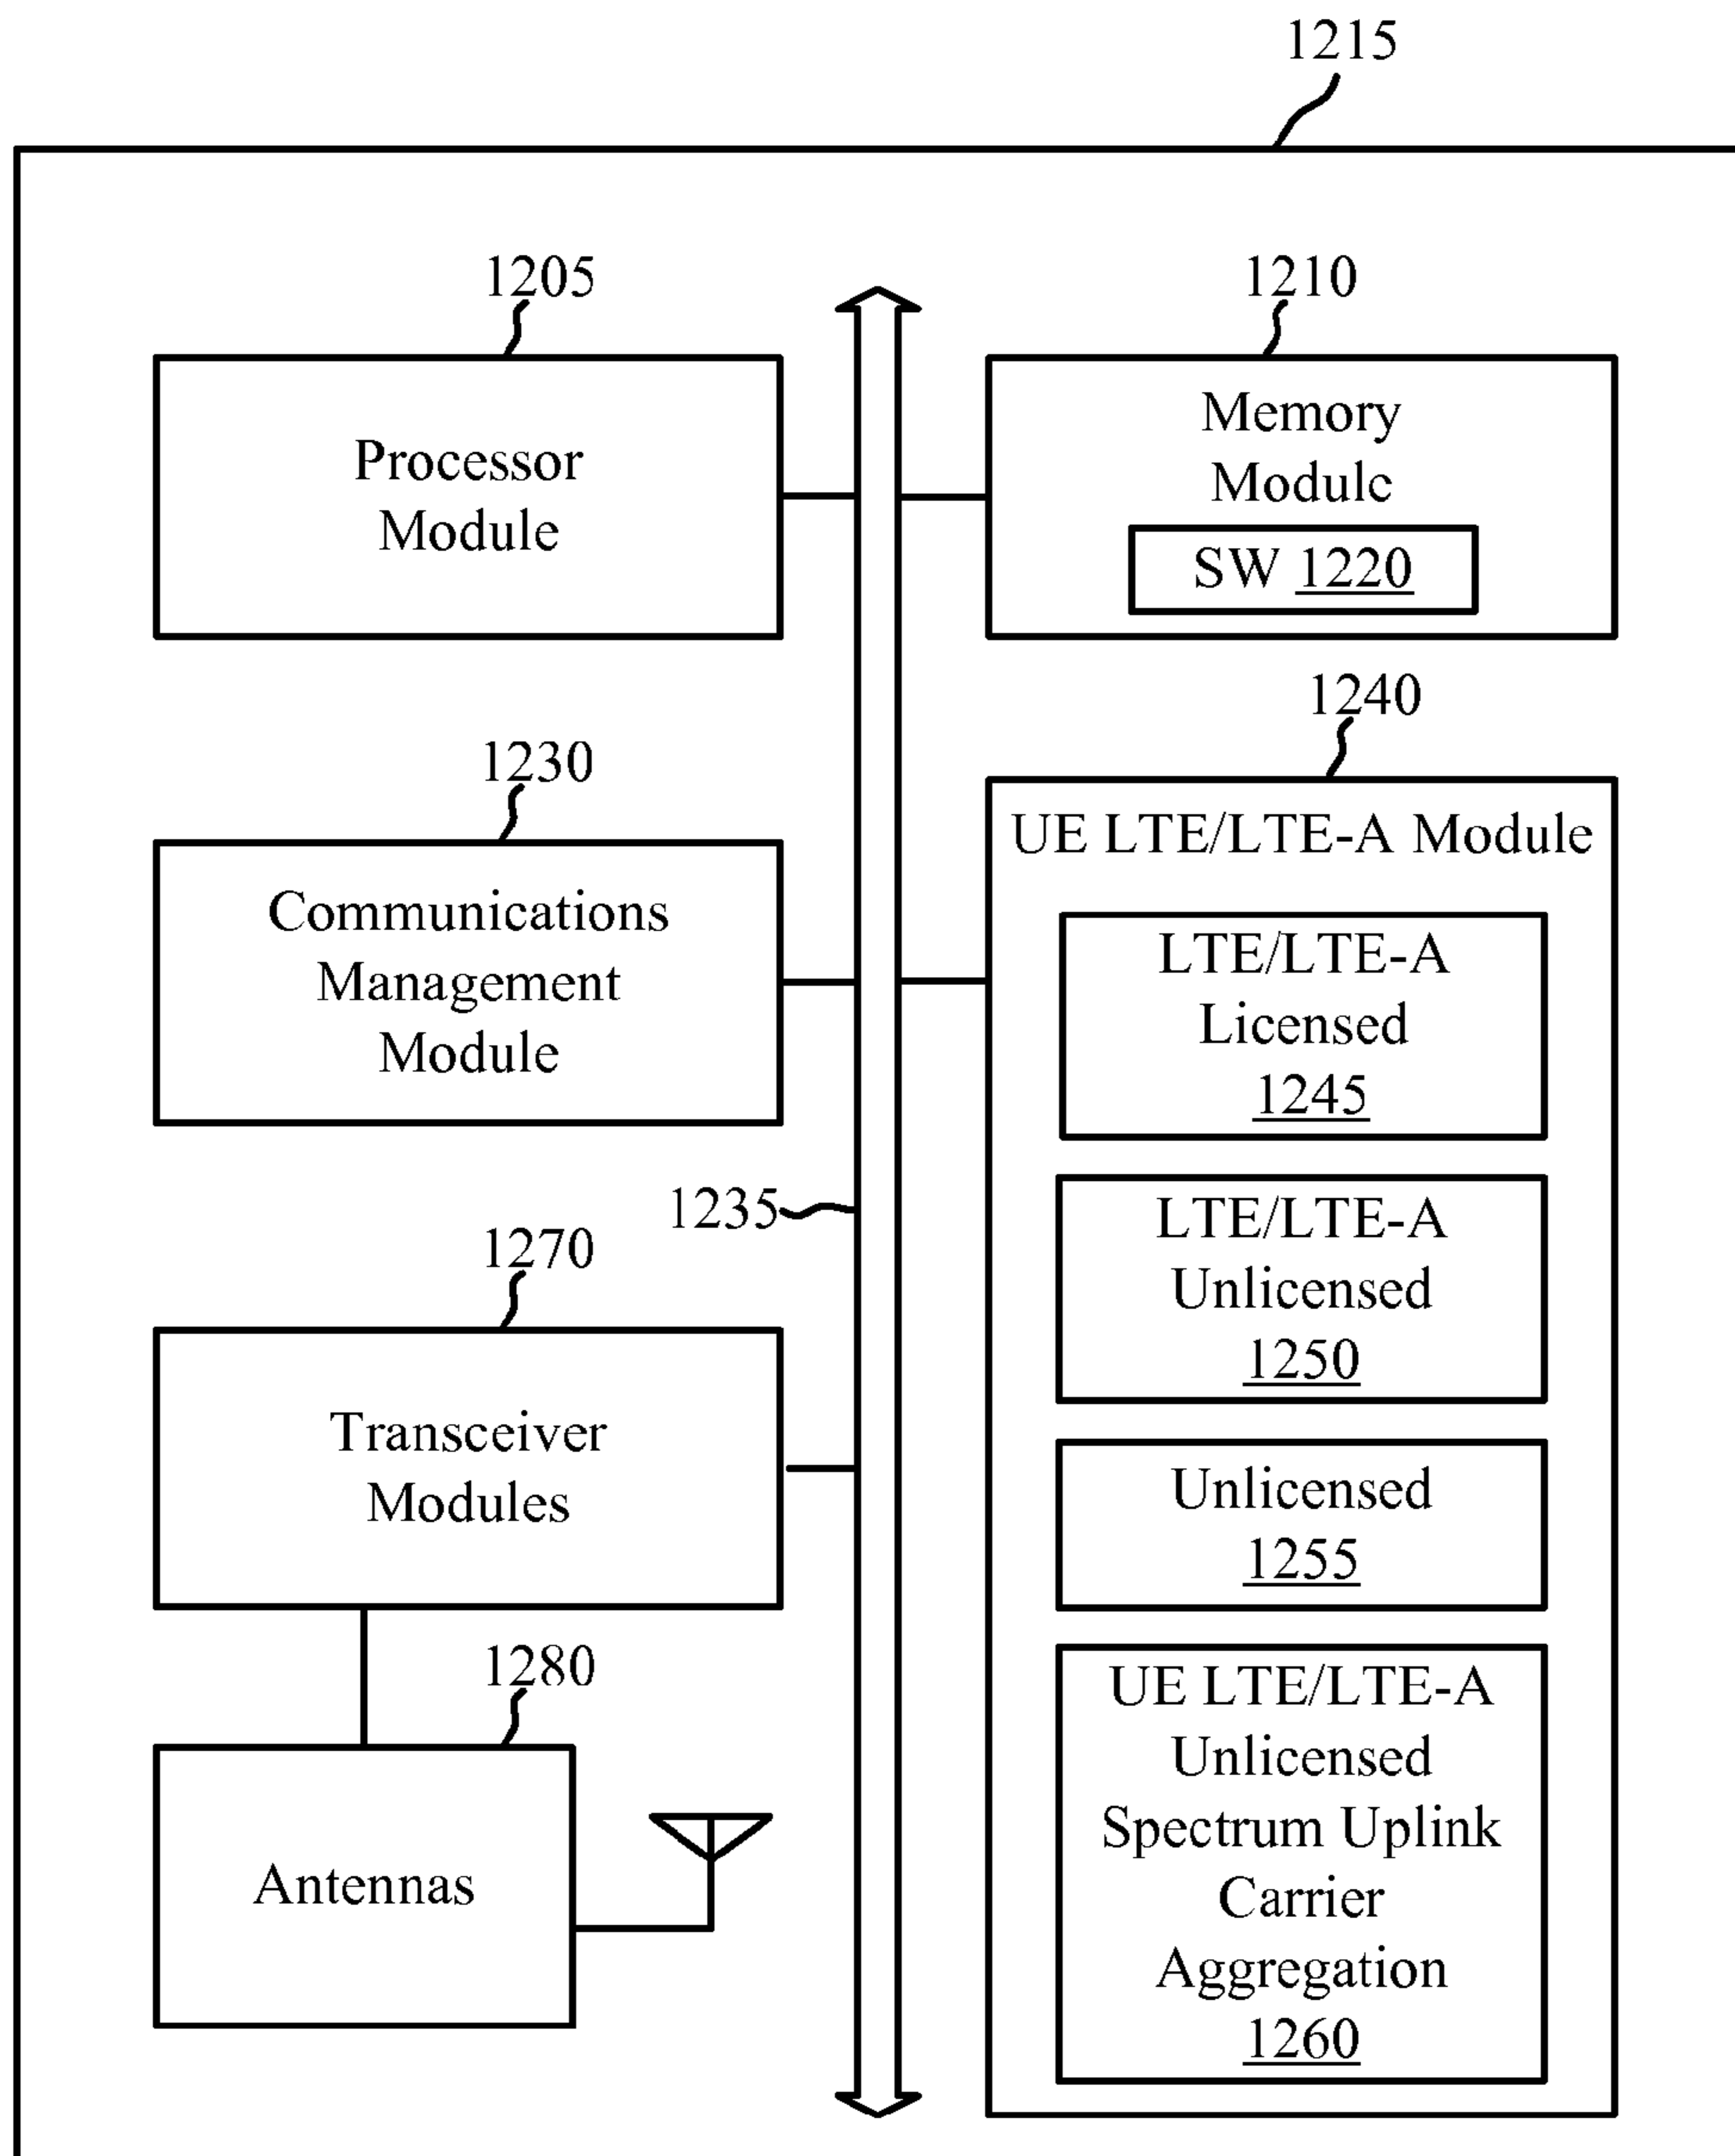 1215
1205
Processor
Module
1210
Memory
Module
SW 1220
1230
Communications
Management
Module
1240
UE LTE/LTE-A Module
LTE/LTE-A
Licensed
1245
LTE/LTE-A
Unlicensed
1250
Unlicensed
1255
UE LTE/LTE-A
Unlicensed
Spectrum Uplink
Carrier
Aggregation
1260
1235
1270
Transceiver
Modules
1280
Antennas